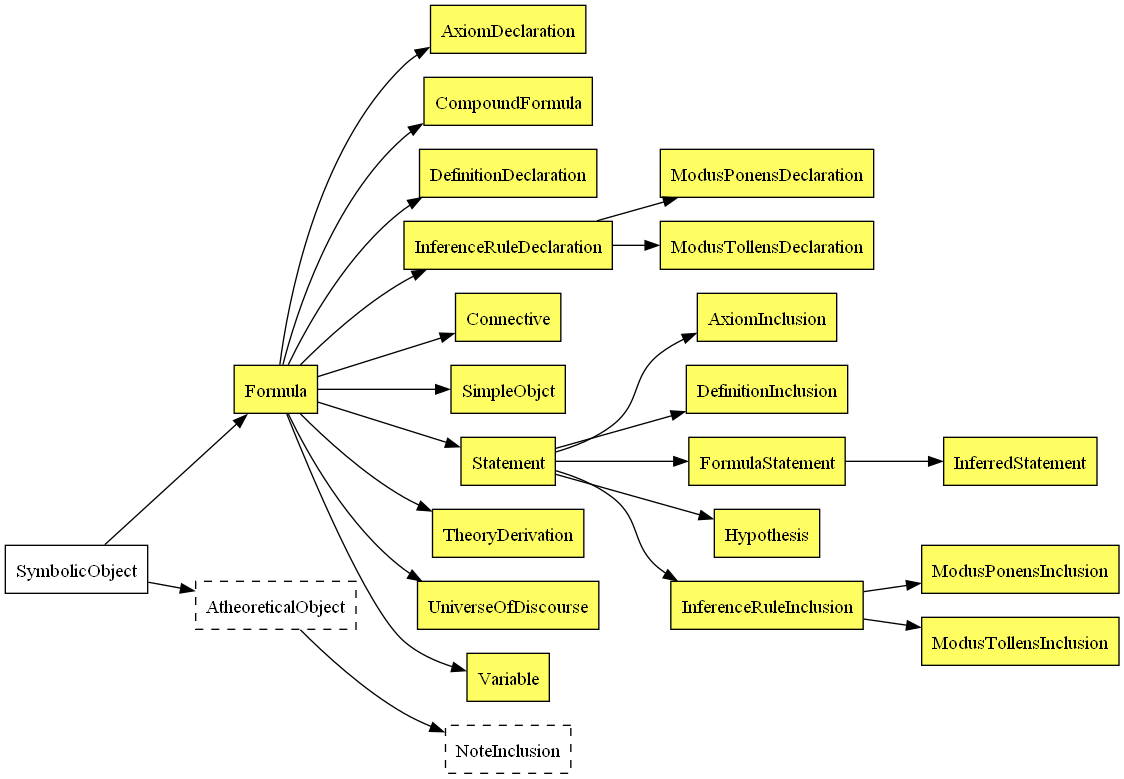 AxiomDeclaration
CompoundFormula
DefinitionDeclaration
ModusPonensDeclaration
InferenceRuleDeclaration
ModusTollensDeclaration
Connective
AxiomInclusion
Formula
SimpleObjct
DefinitionInclusion
Statement
FormulaStatement
InferredStatement
TheoryDerivation
Hypothesis
SymbolicObject
ModusPonensInclusion
AtheoreticalObject
UniverseOfDiscourse
InferenceRuleInclusion
ModusTollensInclusion
Variable
NoteInclusion